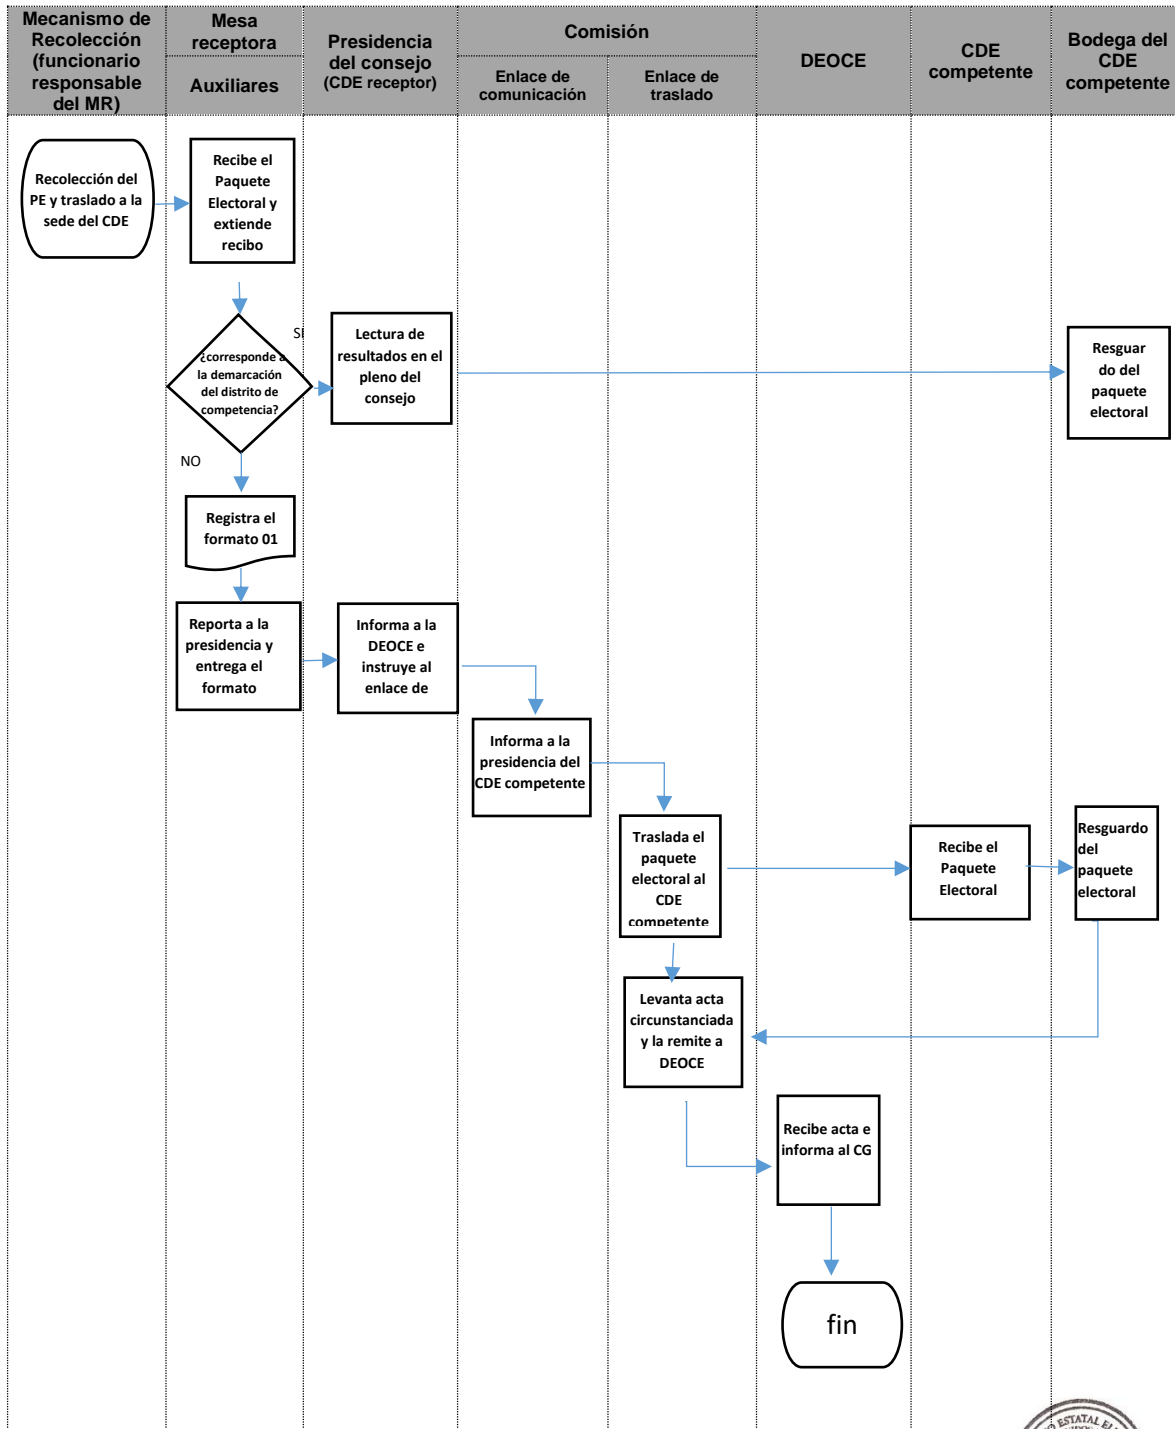 Mecanismo de
Recolección
(funcionario
responsable
del MR)
Mesa
receptora
Auxiliares
Presidencia
del consejo
(CDE receptor)
Comisión
Enlace de
comunicación
Enlace de
traslado
DEOCE
CDE
competente
Bodega del
CDE
competente
Recolección del
PE y traslado a la
sede del CDE
Recibe el
Paquete
Electoral y
extiende
recibo
¿corresponde a
la demarcación
del distrito de
competencia?
SI
Lectura de
resultados en el
pleno del
consejo
Resguar
do del
paquete
electoral
NO
Registra el
formato 01
Reporta a la
presidencia y
entrega el
formato
Informa a la
DEOCE e
instruye al
enlace de
Informa a la
presidencia del
CDE competente
Traslada el
paquete
electoral al
CDE
competente
Recibe el
Paquete
Electoral
Resguardo
del
paquete
electoral
Levanta acta
circunstanciada
y la remite a
DEOCE
Recibe acta e
informa al CG
fin
ESTATAL